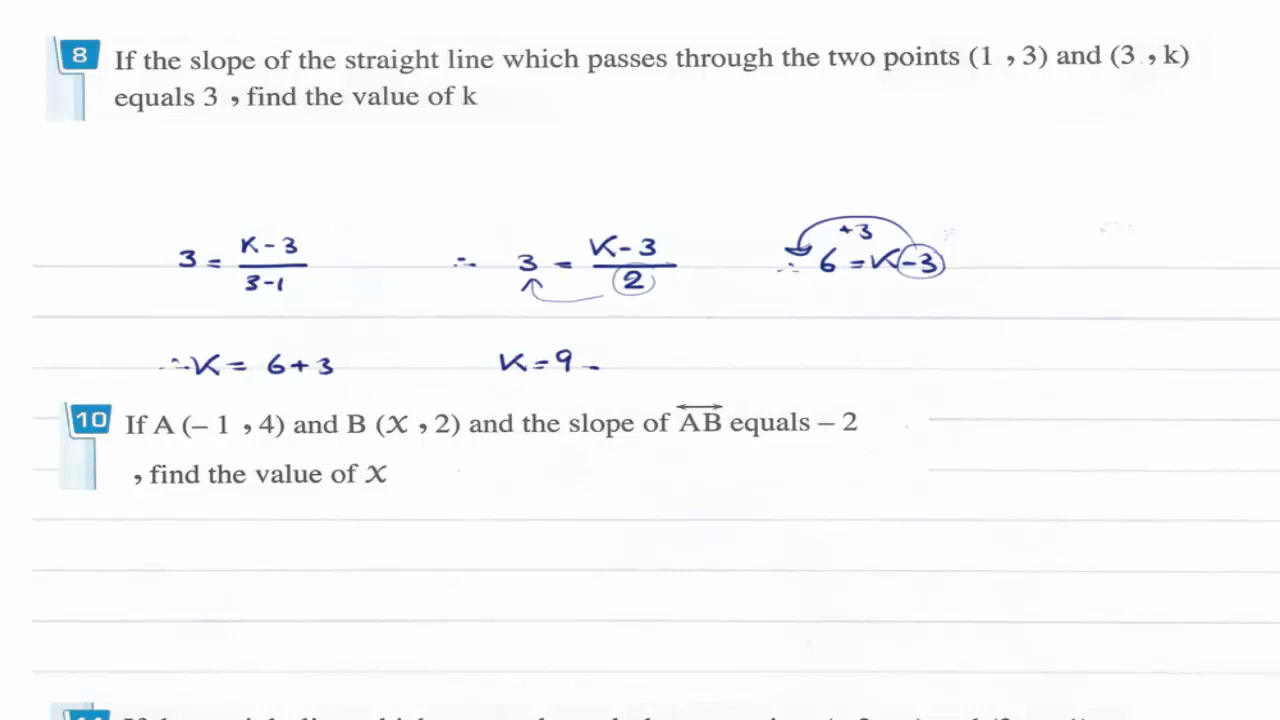 8 If the slope of the straight line which passes through the two points (1 , 3) and (3 , k)
equals 3 , find the value of k
3 = K-3 / 3-1 ∴ 3 = K-3 / 2 +3 ∴ 6 = K-3
∴ K = 6+3 K=9
10 If A (– 1 , 4) and B (X , 2) and the slope of AB equals – 2
, find the value of X